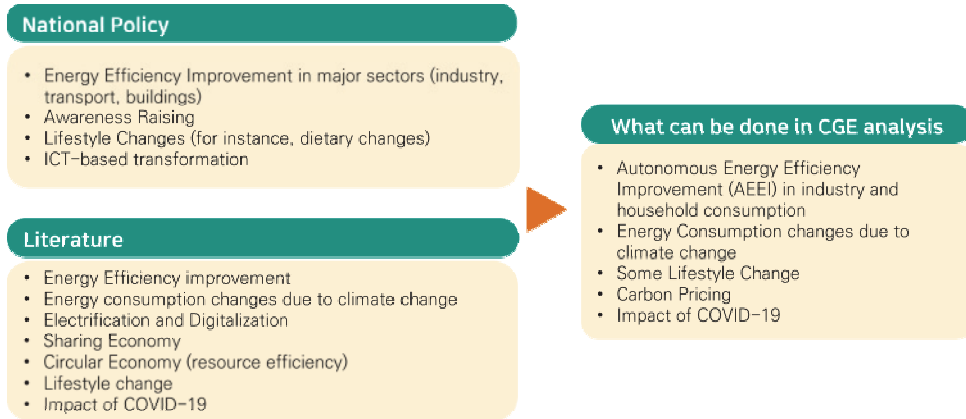 National Policy
• Energy Efficiency Improvement in major sectors (industry,
transport, buildings)
• Awareness Raising
• Lifestyle Changes (for instance, dietary changes)
• ICT-based transformation
Literature
• Energy Efficiency improvement
• Energy consumption changes due to climate change
• Electrification and Digitalization
• Sharing Economy
• Circular Economy (resource efficiency)
• Lifestyle change
• Impact of COVID-19
What can be done in CGE analysis
• Autonomous Energy Efficiency
Improvement (AEEI) in industry and
household consumption
• Energy Consumption changes due to
climate change
• Some Lifestyle Change
• Carbon Pricing
• Impact of COVID-19